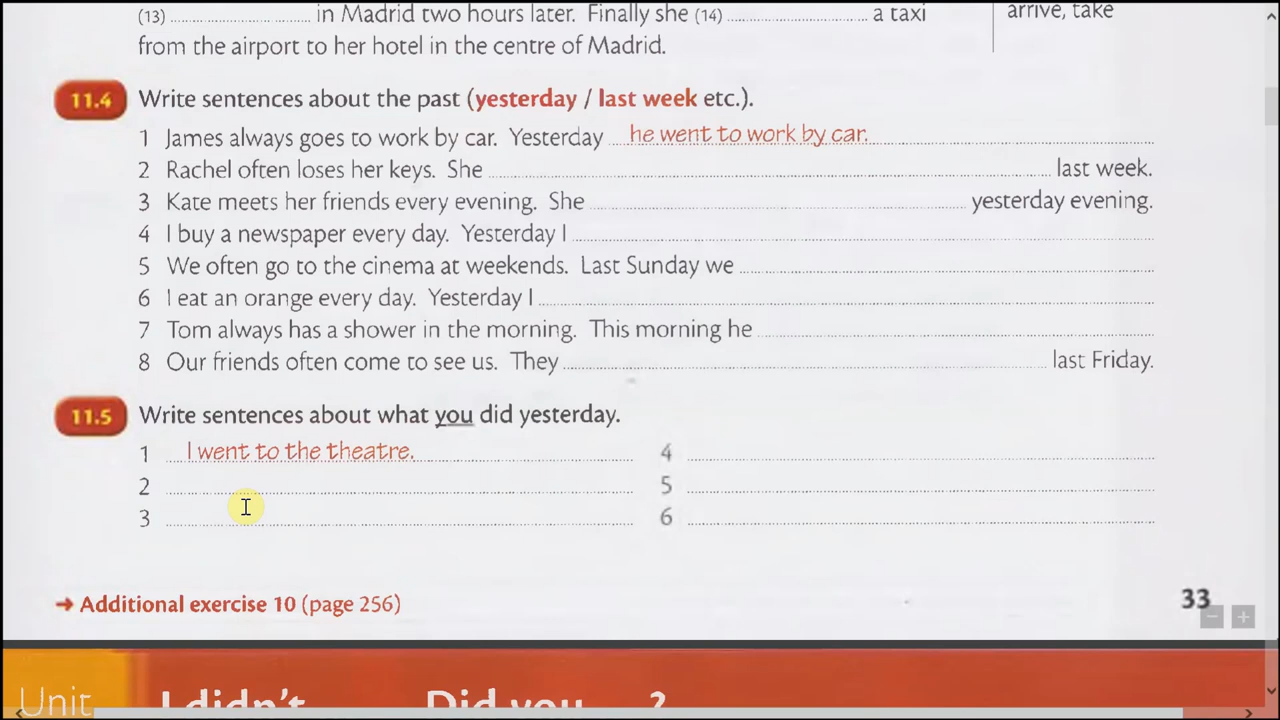 (13) .............................. in Madrid two hours later. Finally she (14) .............................. a taxi
arrive, take
from the airport to her hotel in the centre of Madrid.
11.4 Write sentences about the past (yesterday / last week etc.).
1 James always goes to work by car. Yesterday he went to work by car.
2 Rachel often loses her keys. She .............................. last week.
3 Kate meets her friends every evening. She .............................. yesterday evening.
4 I buy a newspaper every day. Yesterday I ..............................
5 We often go to the cinema at weekends. Last Sunday we ..............................
6 I eat an orange every day. Yesterday I ..............................
7 Tom always has a shower in the morning. This morning he ..............................
8 Our friends often come to see us. They .............................. last Friday.
11.5 Write sentences about what you did yesterday.
1 I went to the theatre. 4 ..............................
2 .............................. 5 ..............................
3 .............................. 6 ..............................
→ Additional exercise 10 (page 256)
33
Unit I didn't ... Did you ... ?